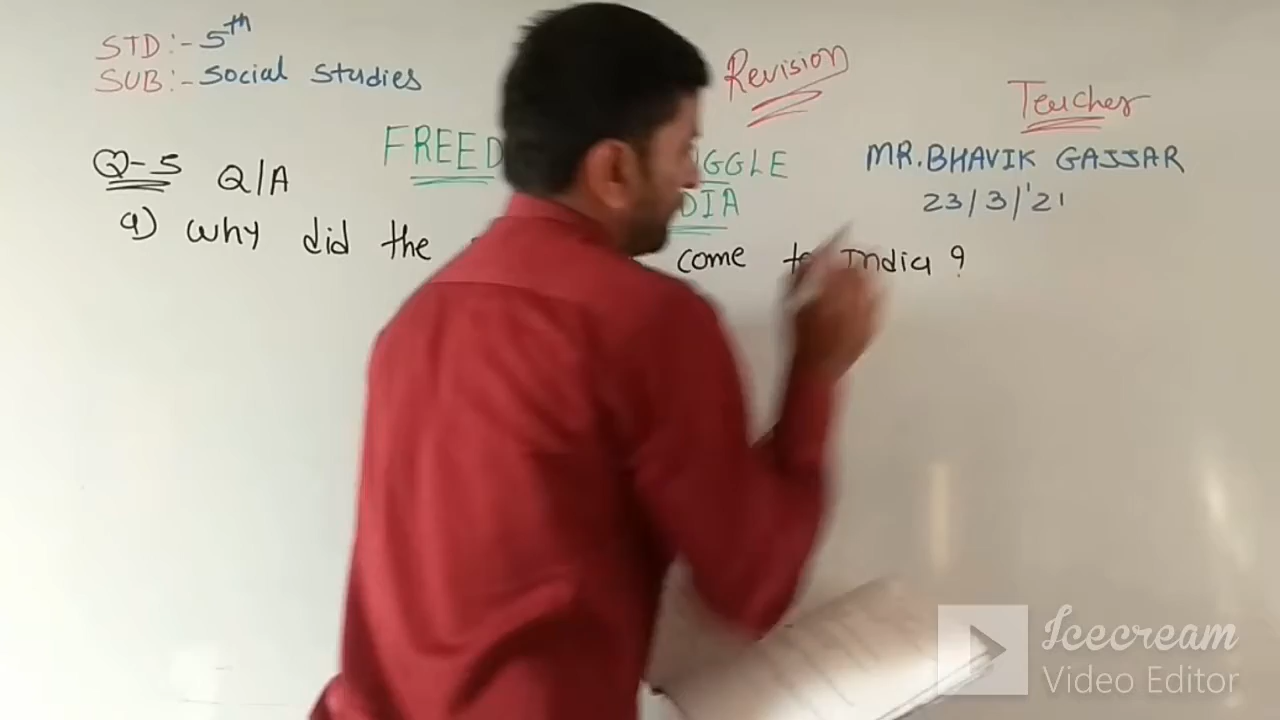 STD:- 5th
SUB:- Social Studies
Revision
Teacher
FREED GGLE
DIA
MR.BHAVIK GAJJAR
23/3/'21
Q-5 Q/A
a) Why did the come to India ?
Icecream
Video Editor